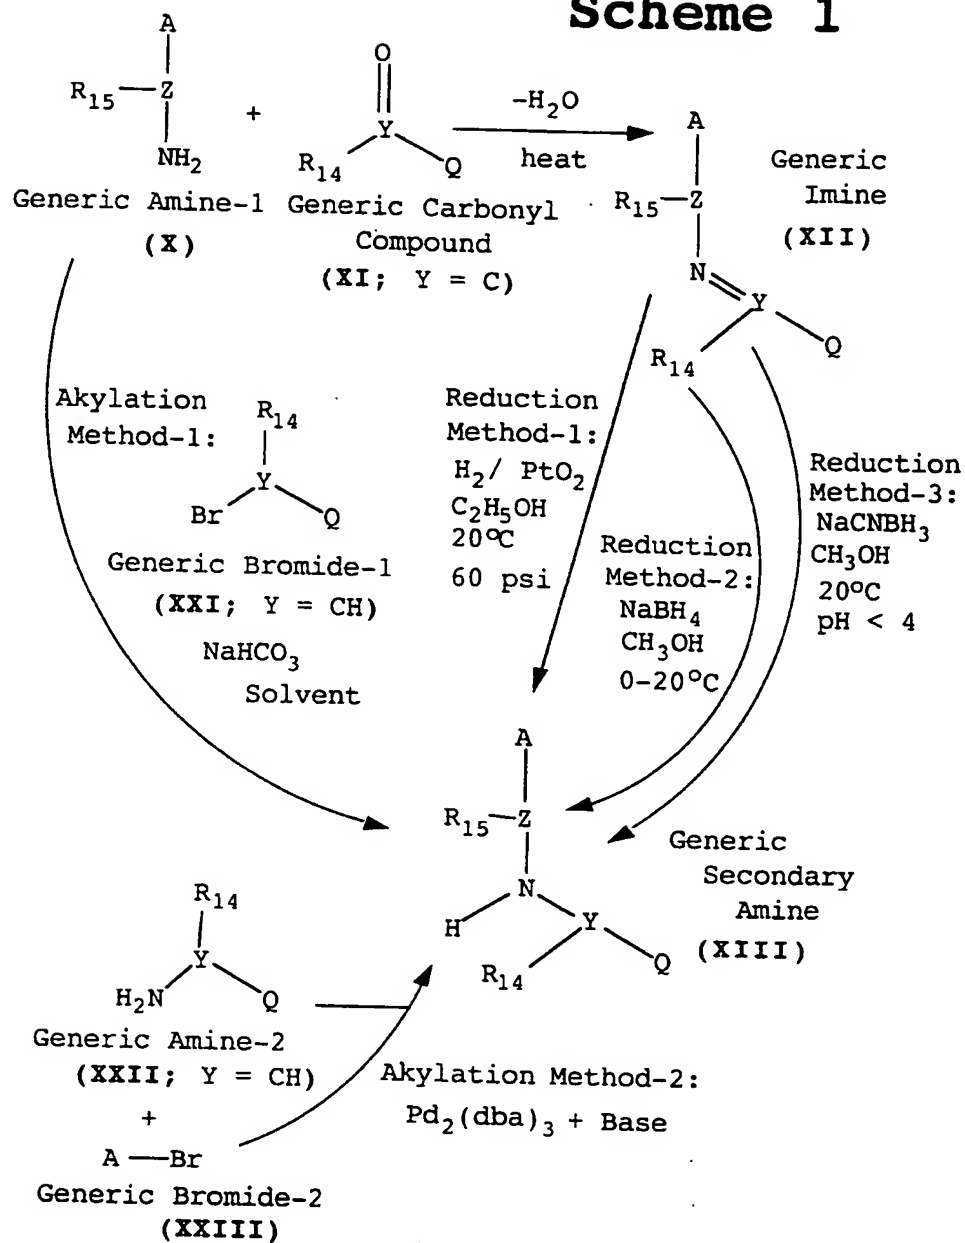 Scheme 1
A
R15—Z
NH2
+
O
Y
R14
Q
-H2O
heat
Generic Amine-1
(X)
Generic Carbonyl
Compound
(XI; Y = C)
A
R15—Z
N
Y
R14
Q
Generic
Imine
(XII)
Akylation
Method-1:
R14
Y
Br
Q
Generic Bromide-1
(XXI; Y = CH)
NaHCO3
Solvent
Reduction
Method-1:
H2/ PtO2
C2H5OH
20°C
60 psi
Reduction
Method-2:
NaBH4
CH3OH
0-20°C
Reduction
Method-3:
NaCNBH3
CH3OH
20°C
pH < 4
A
R15—Z
N
H
Y
R14
Q
Generic
Secondary
Amine
(XIII)
R14
Y
H2N
Q
Generic Amine-2
(XXII; Y = CH)
+
A—Br
Generic Bromide-2
(XXIII)
Akylation Method-2:
Pd2(dba)3 + Base